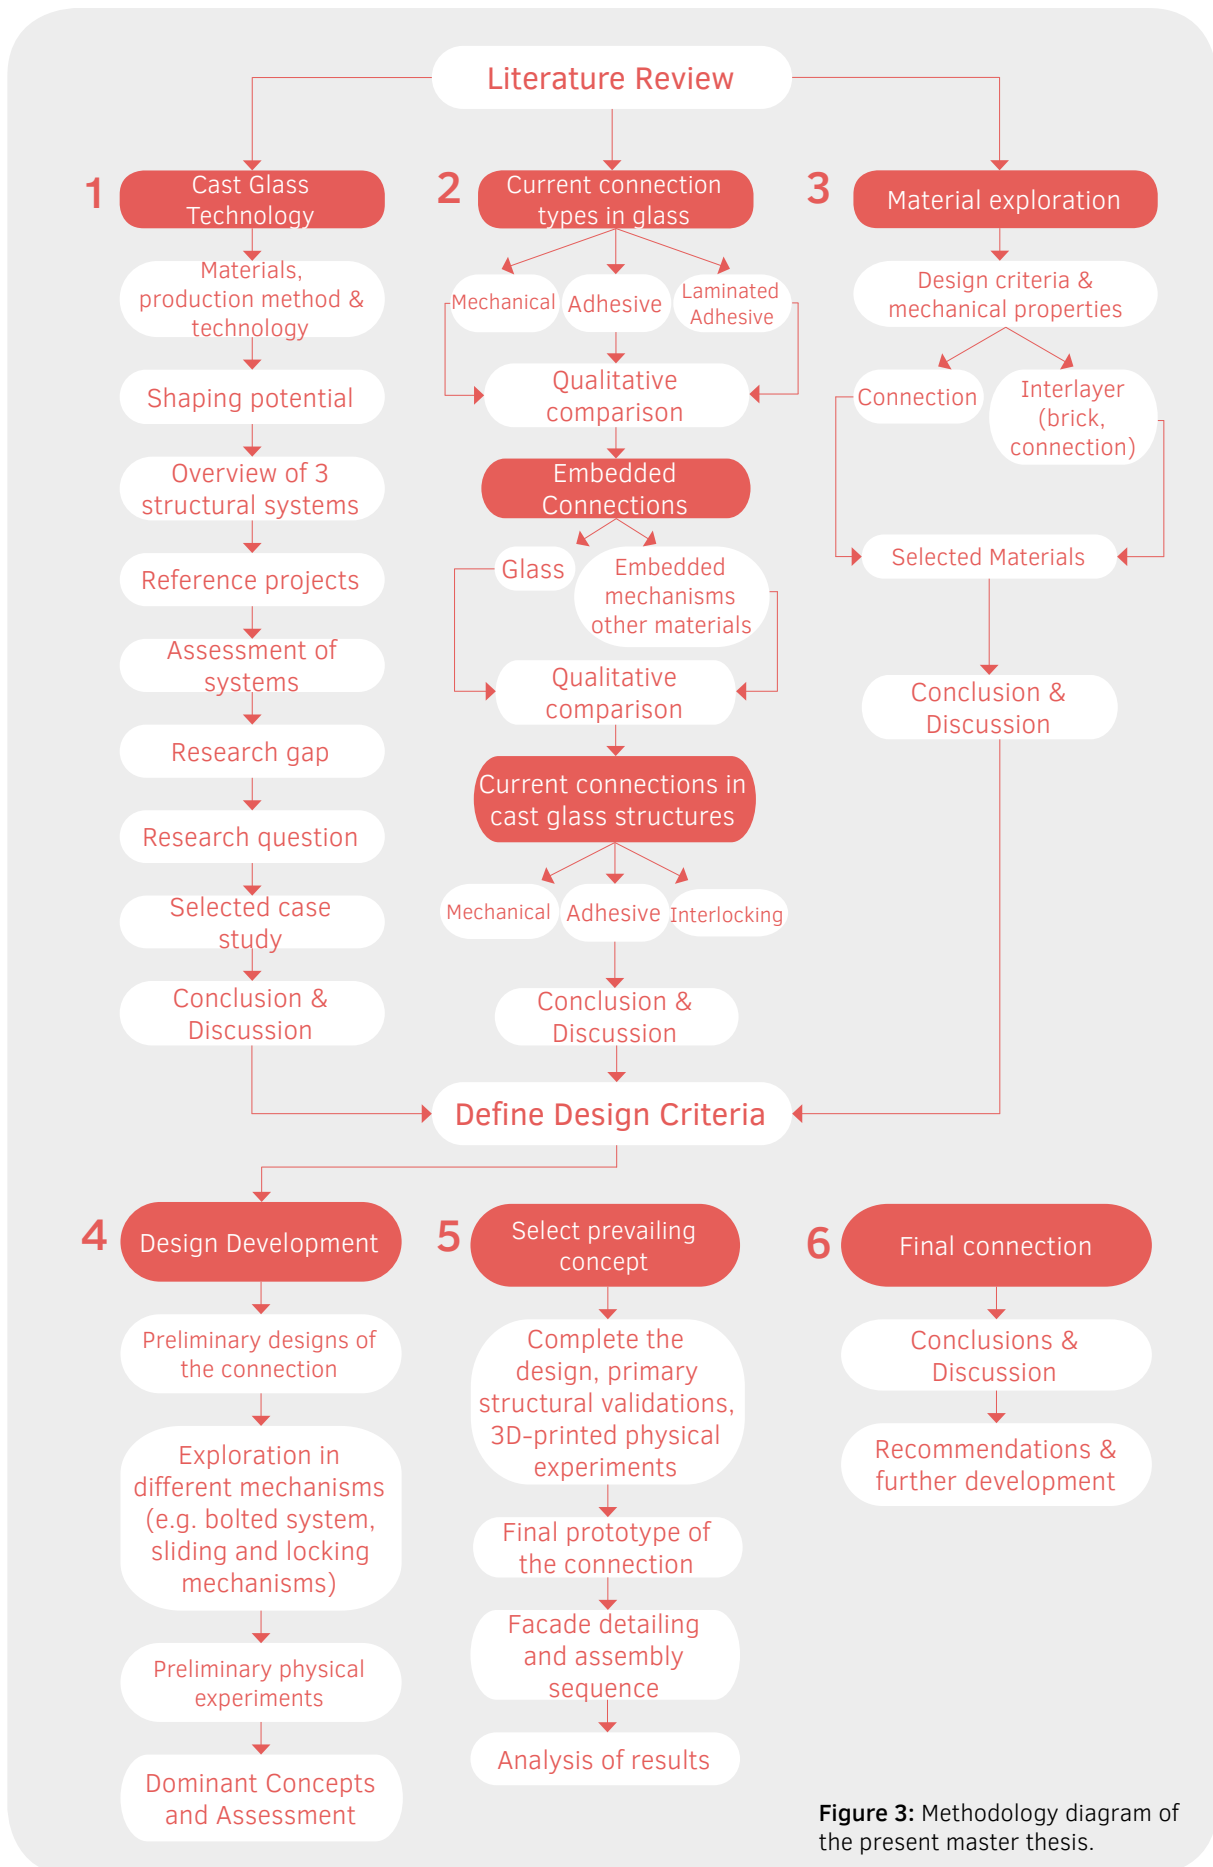 Literature Review
1
Cast Glass
Technology
Materials,
production method &
technology
Shaping potential
Overview of 3
structural systems
Reference projects
Assessment of
systems
Research gap
Research question
Selected case
study
Conclusion &
Discussion
2
Current connection
types in glass
Mechanical
Adhesive
Laminated
Adhesive
Qualitative
comparison
Embedded
Connections
Glass
Embedded
mechanisms
other materials
Qualitative
comparison
Current connections in
cast glass structures
Mechanical
Adhesive
Interlocking
Conclusion &
Discussion
3
Material exploration
Design criteria &
mechanical properties
Connection
Interlayer
(brick,
connection)
Selected Materials
Conclusion &
Discussion
Define Design Criteria
4
Design Development
Preliminary designs of
the connection
Exploration in
different mechanisms
(e.g. bolted system,
sliding and locking
mechanisms)
Preliminary physical
experiments
Dominant Concepts
and Assessment
5
Select prevailing
concept
Complete the
design, primary
structural validations,
3D-printed physical
experiments
Final prototype of
the connection
Facade detailing
and assembly
sequence
Analysis of results
6
Final connection
Conclusions &
Discussion
Recommendations &
further development
Figure 3: Methodology diagram of
the present master thesis.